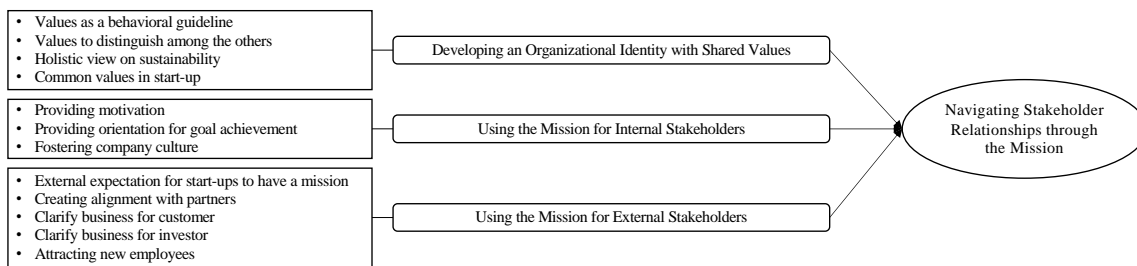 • Values as a behavioral guideline
• Values to distinguish among the others
• Holistic view on sustainability
• Common values in start-up
Developing an Organizational Identity with Shared Values
• Providing motivation
• Providing orientation for goal achievement
• Fostering company culture
Using the Mission for Internal Stakeholders
• External expectation for start-ups to have a mission
• Creating alignment with partners
• Clarify business for customer
• Clarify business for investor
• Attracting new employees
Using the Mission for External Stakeholders
Navigating Stakeholder
Relationships through
the Mission